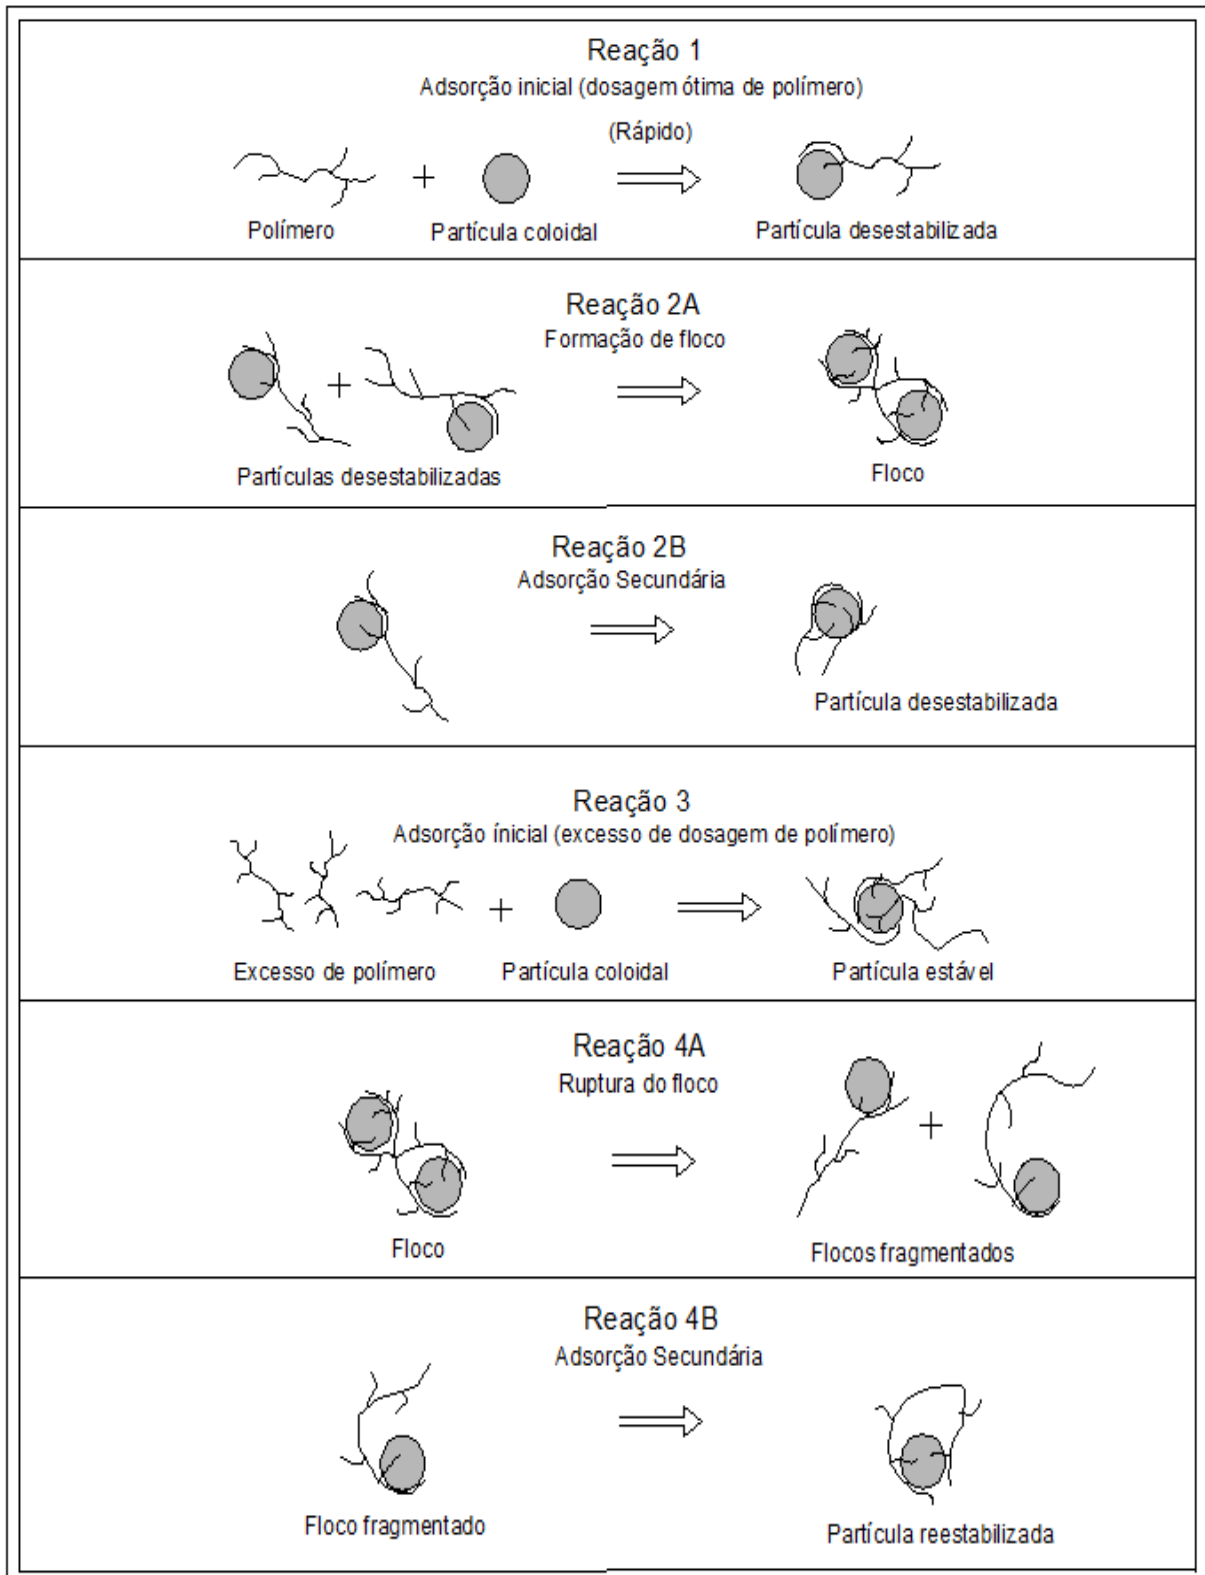 Reação 1
Adsorção inicial (dosagem ótima de polímero)
(Rápido)
+
Polímero
Partícula coloidal
Partícula desestabilizada
Reação 2A
Formação de floco
+
Partículas desestabilizadas
Floco
Reação 2B
Adsorção Secundária
Partícula desestabilizada
Reação 3
Adsorção ínicial (excesso de dosagem de polímero)
+
Excesso de polímero
Partícula coloidal
Partícula estável
Reação 4A
Ruptura do floco
+
Floco
Flocos fragmentados
Reação 4B
Adsorção Secundária
Floco fragmentado
Partícula reestabilizada